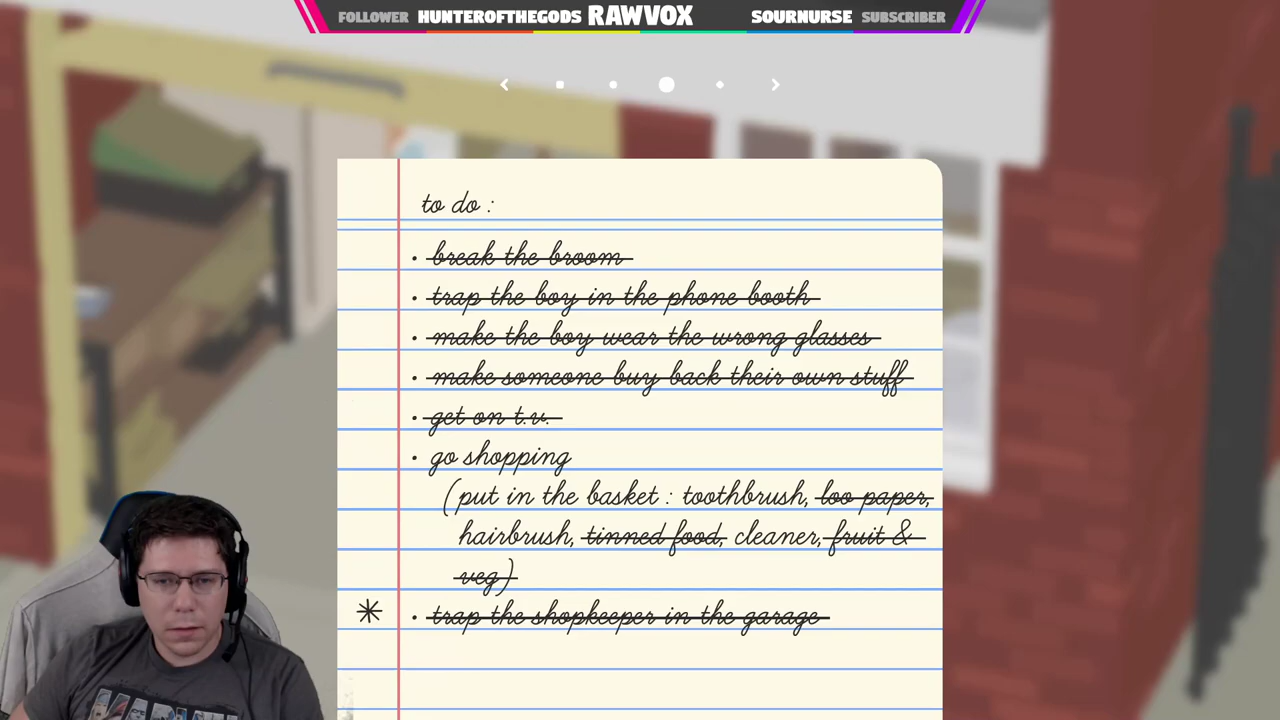 FOLLOWER HUNTEROFTHEGODS RAWVOX SOURNURSE SUBSCRIBER
to do :
• break the broom
• trap the boy in the phone booth
• make the boy wear the wrong glasses
• make someone buy back their own stuff
• get on t.v.
• go shopping
(put in the basket : toothbrush, loo paper,
hairbrush, tinned food, cleaner, fruit &
veg)
• trap the shopkeeper in the garage